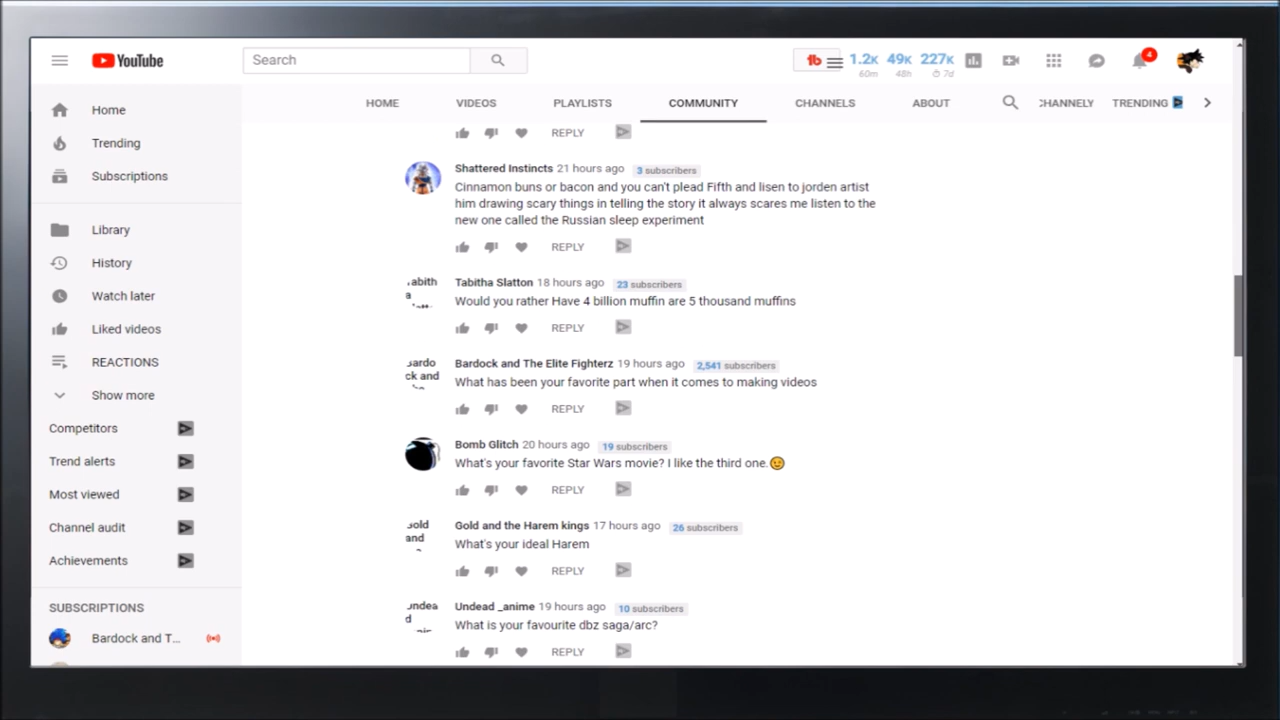 YouTube
Search
1.2K 49K 227K
60m 48h 7d
4
HOME VIDEOS PLAYLISTS COMMUNITY CHANNELS ABOUT CHANNELY TRENDING
Home
Trending
Subscriptions
Library
History
Watch later
Liked videos
REACTIONS
Show more
Competitors
Trend alerts
Most viewed
Channel audit
Achievements
SUBSCRIPTIONS
Bardock and T...
REPLY
Shattered Instincts 21 hours ago 3 subscribers
Cinnamon buns or bacon and you can't plead Fifth and lisen to jorden artist
him drawing scary things in telling the story it always scares me listen to the
new one called the Russian sleep experiment
REPLY
Tabitha Slatton 18 hours ago 23 subscribers
Would you rather Have 4 billion muffin are 5 thousand muffins
REPLY
Bardock and The Elite Fighterz 19 hours ago 2,541 subscribers
What has been your favorite part when it comes to making videos
REPLY
Bomb Glitch 20 hours ago 19 subscribers
What's your favorite Star Wars movie? I like the third one.😉
REPLY
Gold and the Harem kings 17 hours ago 26 subscribers
What's your ideal Harem
REPLY
Undead _anime 19 hours ago 10 subscribers
What is your favourite dbz saga/arc?
REPLY